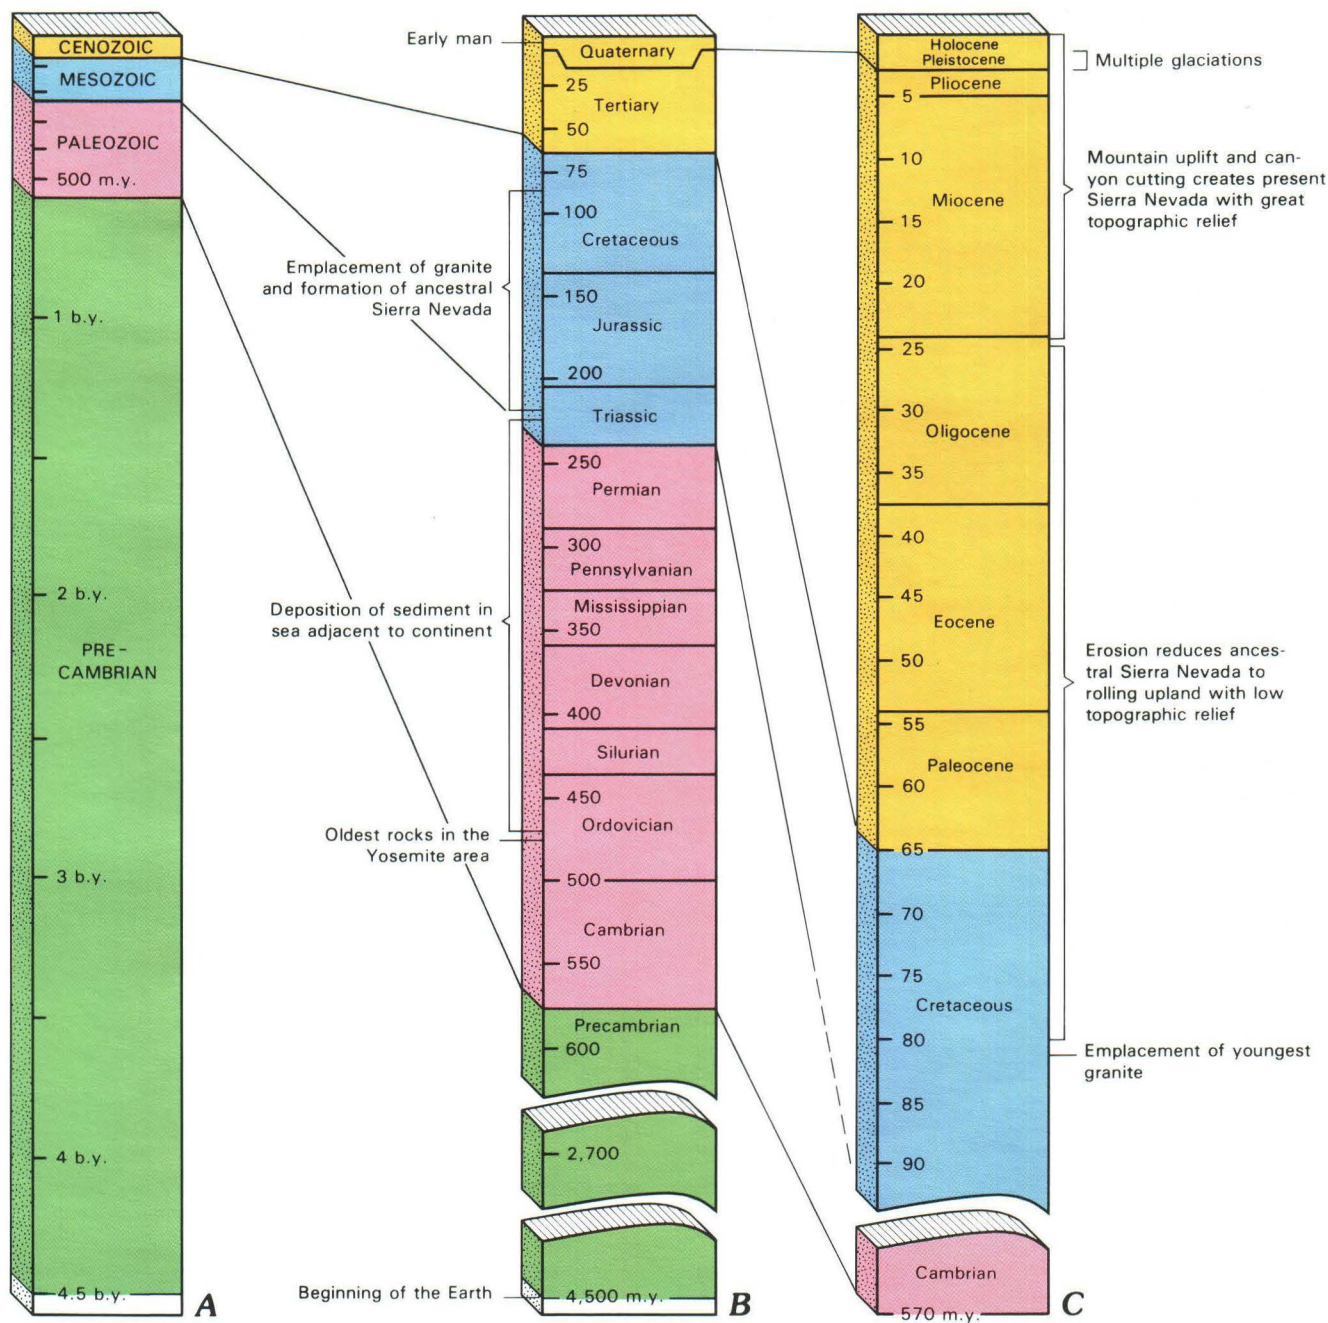 CENOZOIC
MESOZOIC
PALEOZOIC
500 m.y.
1 b.y.
2 b.y.
PRE-
CAMBRIAN
3 b.y.
4 b.y.
4.5 b.y.
A
Early man
Emplacement of granite
and formation of ancestral
Sierra Nevada
Deposition of sediment in
sea adjacent to continent
Oldest rocks in the
Yosemite area
Beginning of the Earth
Quaternary
25
Tertiary
50
75
100
Cretaceous
150
Jurassic
200
Triassic
250
Permian
300
Pennsylvanian
Mississippian
350
Devonian
400
Silurian
450
Ordovician
500
Cambrian
550
Precambrian
600
2,700
4,500 m.y.
B
Holocene
Pleistocene
Pliocene
5
10
Miocene
15
20
25
30
Oligocene
35
40
45
Eocene
50
55
Paleocene
60
65
70
75
Cretaceous
80
85
90
Cambrian
570 m.y.
C
Multiple glaciations
Mountain uplift and can-
yon cutting creates present
Sierra Nevada with great
topographic relief
Erosion reduces ances-
tral Sierra Nevada to
rolling upland with low
topographic relief
Emplacement of youngest
granite